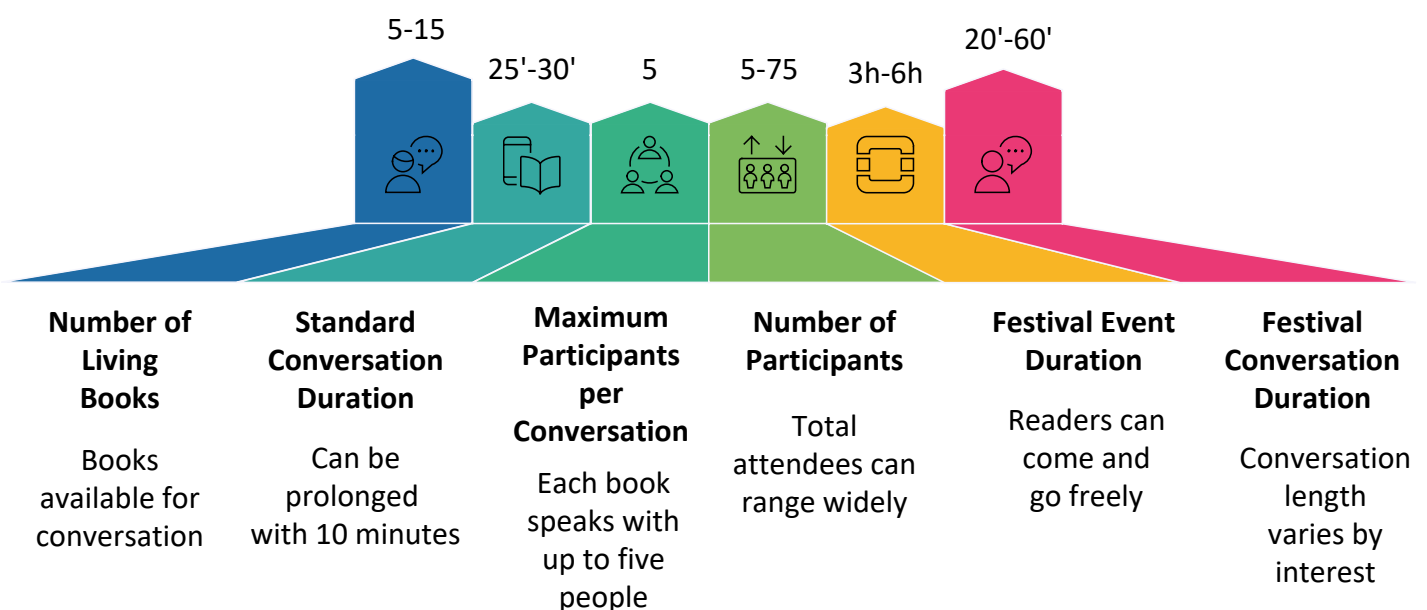 5-15
25'-30'
5
5-75
3h-6h
20'-60'
Number of
Living
Books
Books
available for
conversation
Standard
Conversation
Duration
Can be
prolonged
with 10 minutes
Maximum
Participants
per
Conversation
Each book
speaks with
up to five
people
Number of
Participants
Total
attendees can
range widely
Festival Event
Duration
Readers can
come and
go freely
Festival
Conversation
Duration
Conversation
length
varies by
interest